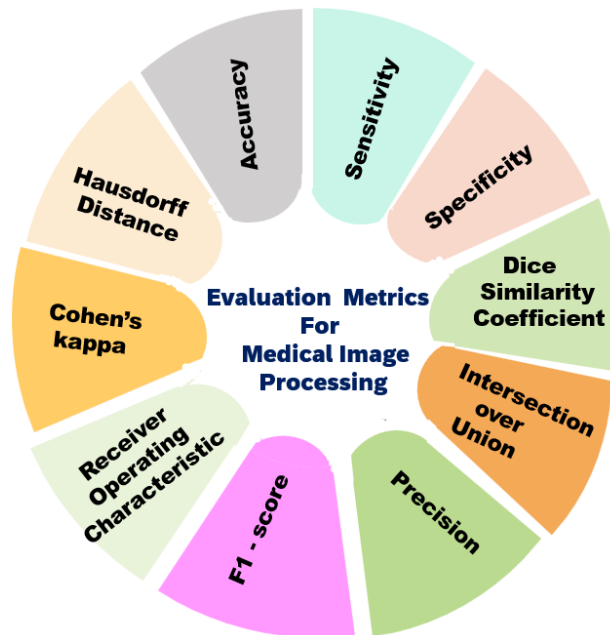 Evaluation Metrics
For
Medical Image
Processing
Accuracy
Sensitivity
Specificity
Dice
Similarity
Coefficient
Intersection
over
Union
Precision
F1 - score
Receiver
Operating
Characteristic
Cohen’s
kappa
Hausdorff
Distance